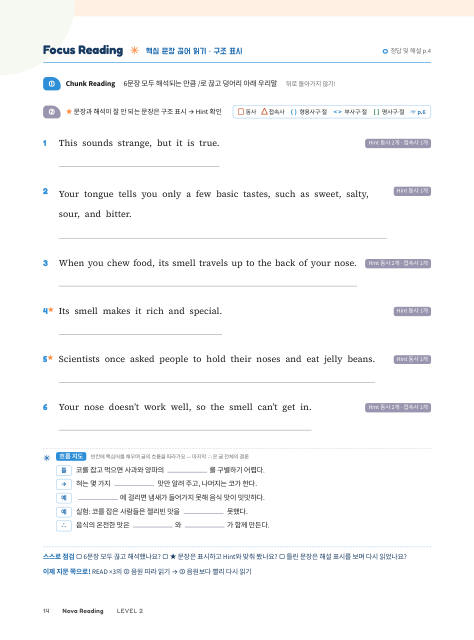 Focus Reading ✳ 핵심 문장 끊어 읽기 · 구조 표시
정답 및 해설 p.4
① Chunk Reading 6문장 모두 해석되는 만큼 /로 끊고 덩어리 아래 우리말 뒤로 돌아가지 않기!
② ★ 문장과 해석이 잘 안 되는 문장은 구조 표시 → Hint 확인
동사 접속사 ( ) 형용사구·절 < > 부사구·절 [ ] 명사구·절 p.6
1 This sounds strange, but it is true.
Hint 동사 2개 · 접속사 1개
2 Your tongue tells you only a few basic tastes, such as sweet, salty,
Hint 동사 1개
sour, and bitter.
3 When you chew food, its smell travels up to the back of your nose.
Hint 동사 2개 · 접속사 1개
4★ Its smell makes it rich and special.
Hint 동사 1개
5★ Scientists once asked people to hold their noses and eat jelly beans.
Hint 동사 1개
6 Your nose doesn't work well, so the smell can't get in.
Hint 동사 2개 · 접속사 1개
✳ 흐름 지도
코를 잡고 먹으면 사과와 양파의 ________ 를 구별하기 어렵다.
→ 혀는 몇 가지 ________ 맛만 알려 주고, 나머지는 코가 한다.
예 ________ 에 걸리면 냄새가 들어가지 못해 음식 맛이 밋밋하다.
예 실험: 코를 잡은 사람들은 젤리빈 맛을 ________ 못했다.
∴ 음식의 온전한 맛은 ________ 와 ________ 가 함께 만든다.
스스로 점검 □ 6문장 모두 끊고 해석했나요? □ ★ 문장은 표시하고 Hint와 맞춰 봤나요? □ 틀린 문장은 해설 표시를 보며 다시 읽었나요?
이제 지문 쪽으로! READ ×3의 ② 음원 따라 읽기 → ③ 음원보다 빨리 다시 읽기
14 Nova Reading LEVEL 2